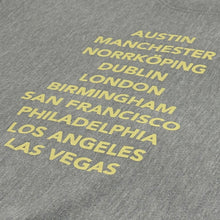 AUSTIN
MANCHESTER
NORRKÖPING
DUBLIN
LONDON
BIRMINGHAM
SAN FRANCISCO
PHILADELPHIA
LOS ANGELES
LAS VEGAS